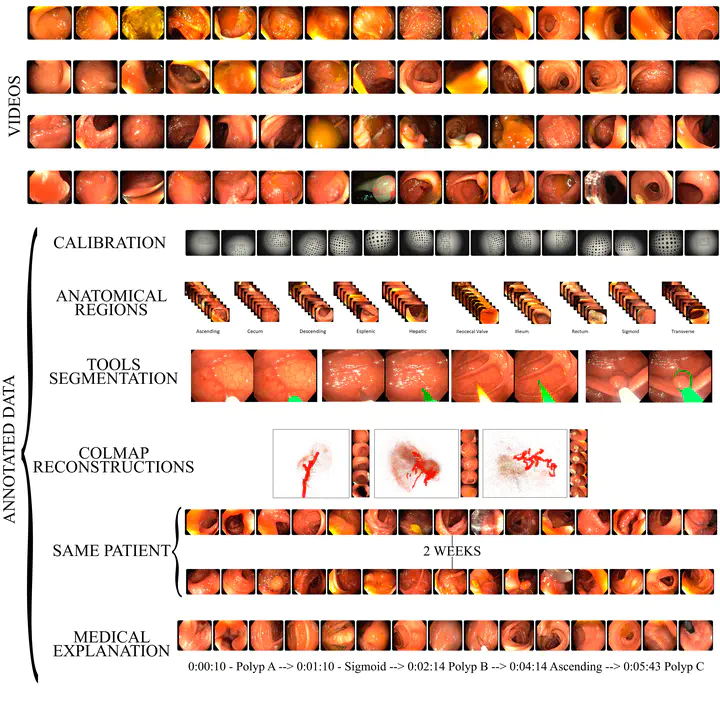 VIDEOS
ANNOTATED DATA
CALIBRATION
ANATOMICAL
REGIONS
Ascending
Cecum
Descending
Esplenic
Hepatic
Ileocecal Valve
Illeum
Rectum
Sigmoid
Transverse
TOOLS
SEGMENTATION
COLMAP
RECONSTRUCTIONS
SAME PATIENT
2 WEEKS
MEDICAL
EXPLANATION
0:00:10 - Polyp A --> 0:01:10 - Sigmoid --> 0:02:14 Polyp B --> 0:04:14 Ascending --> 0:05:43 Polyp C